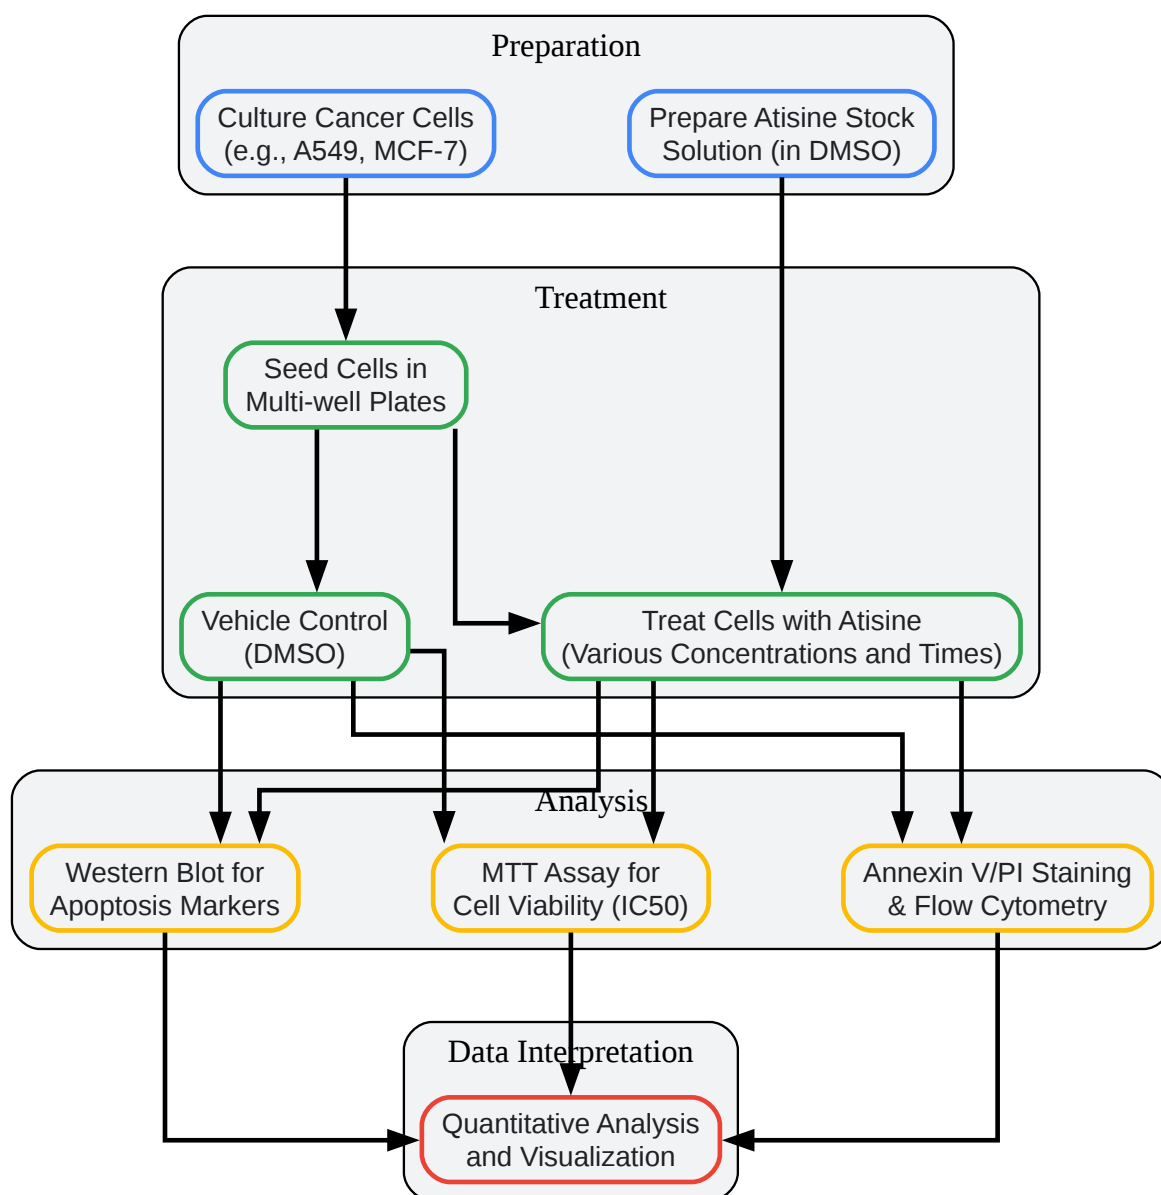 Preparation
Culture Cancer Cells
(e.g., A549, MCF-7)
Prepare Atisine Stock
Solution (in DMSO)
Treatment
Seed Cells in
Multi-well Plates
Vehicle Control
(DMSO)
Treat Cells with Atisine
(Various Concentrations and Times)
Analysis
Western Blot for
Apoptosis Markers
MTT Assay for
Cell Viability (IC50)
Annexin V/PI Staining
& Flow Cytometry
Data Interpretation
Quantitative Analysis
and Visualization